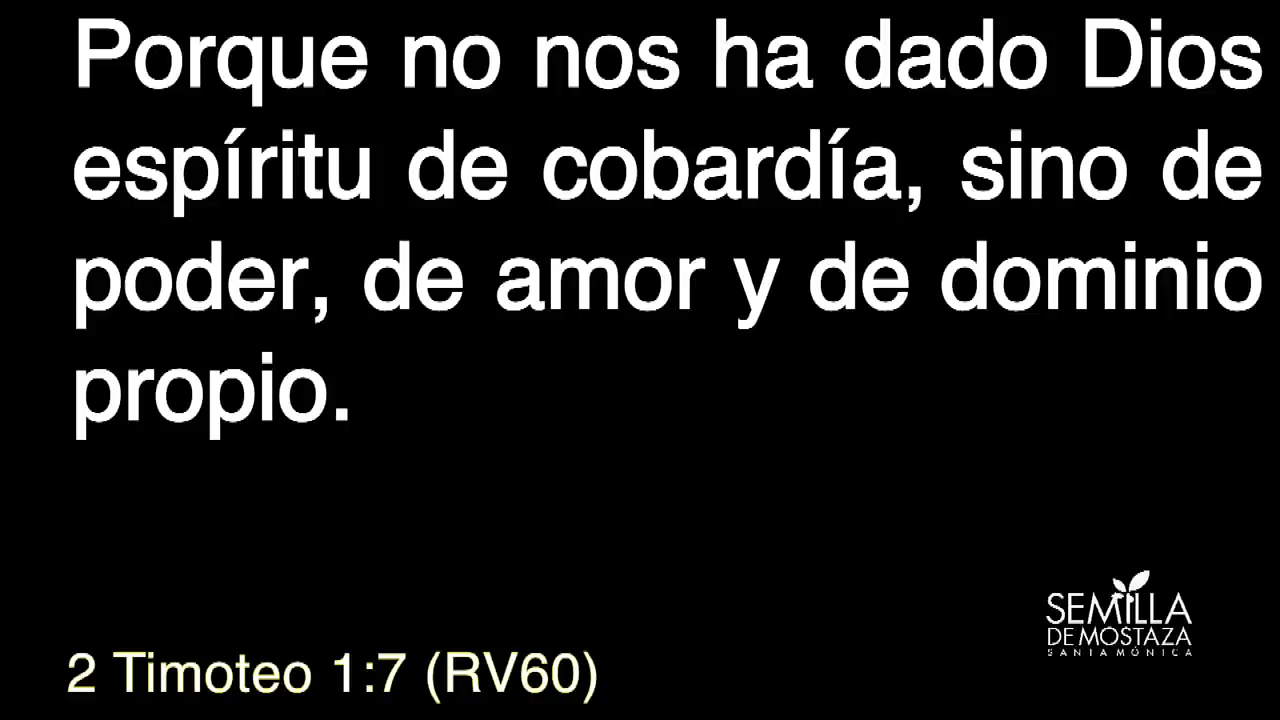 Porque no nos ha dado Dios
espíritu de cobardía, sino de
poder, de amor y de dominio
propio.
SEMILLA
DE MOSTAZA
SANTA MÓNICA
2 Timoteo 1:7 (RV60)